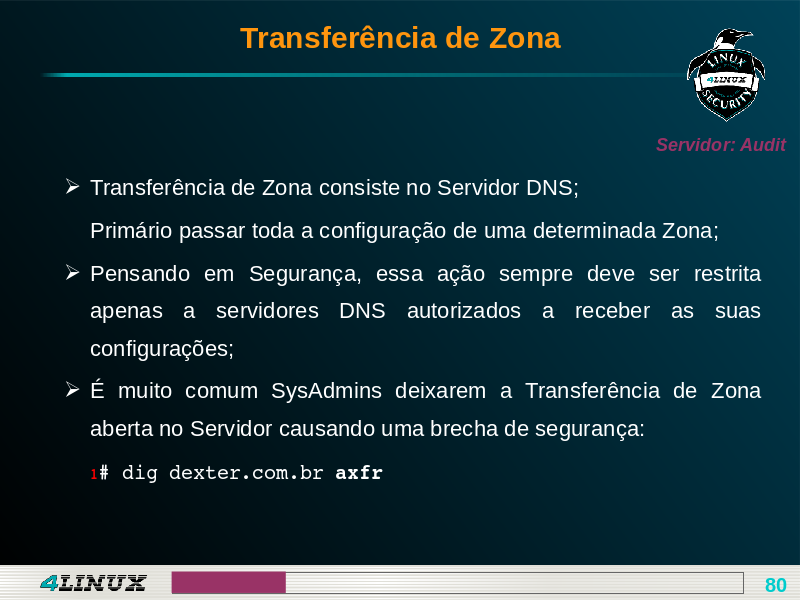 Transferência de Zona
LINUX
4LINUX
SECURITY
Servidor: Audit
Transferência de Zona consiste no Servidor DNS;
Primário passar toda a configuração de uma determinada Zona;
Pensando em Segurança, essa ação sempre deve ser restrita
apenas a servidores DNS autorizados a receber as suas
configurações;
É muito comum SysAdmins deixarem a Transferência de Zona
aberta no Servidor causando uma brecha de segurança:
1# dig dexter.com.br axfr
4LINUX
80